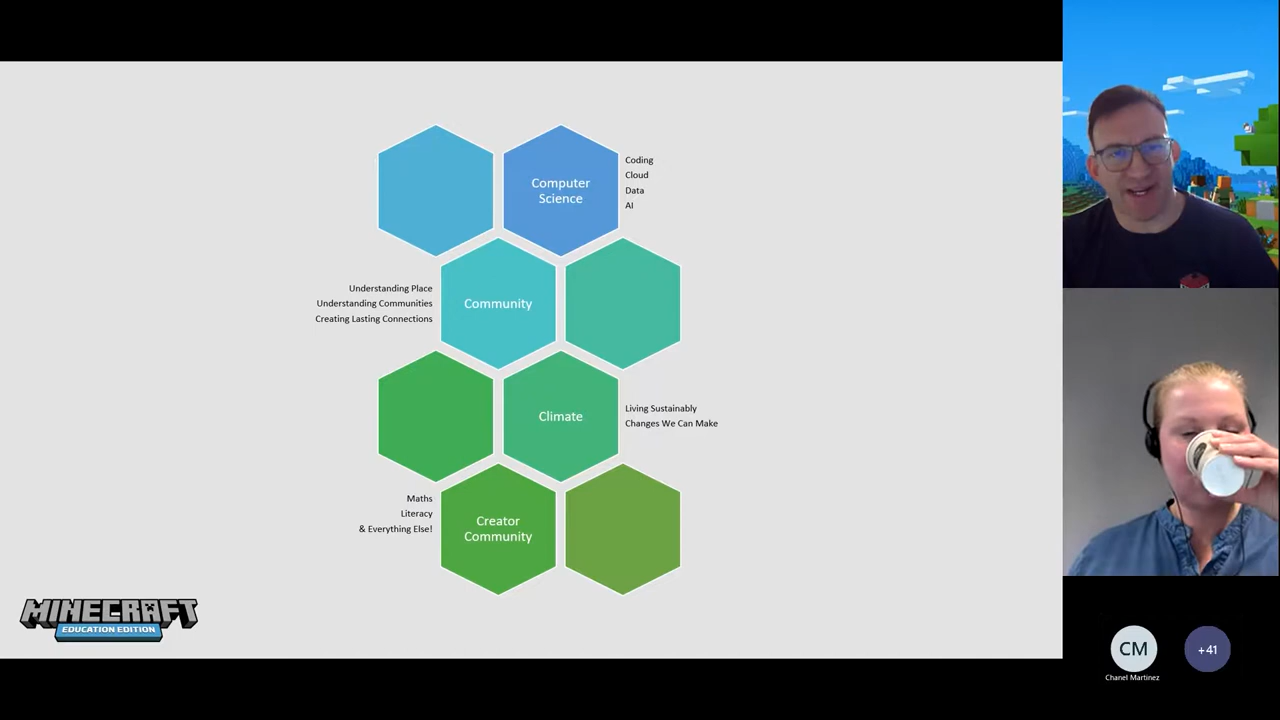 Computer
Science
Coding
Cloud
Data
AI
Understanding Place
Understanding Communities
Creating Lasting Connections
Community
Climate
Living Sustainably
Changes We Can Make
Maths
Literacy
& Everything Else!
Creator
Community
MINECRAFT
EDUCATION EDITION
CM
Chanel Martinez
+41